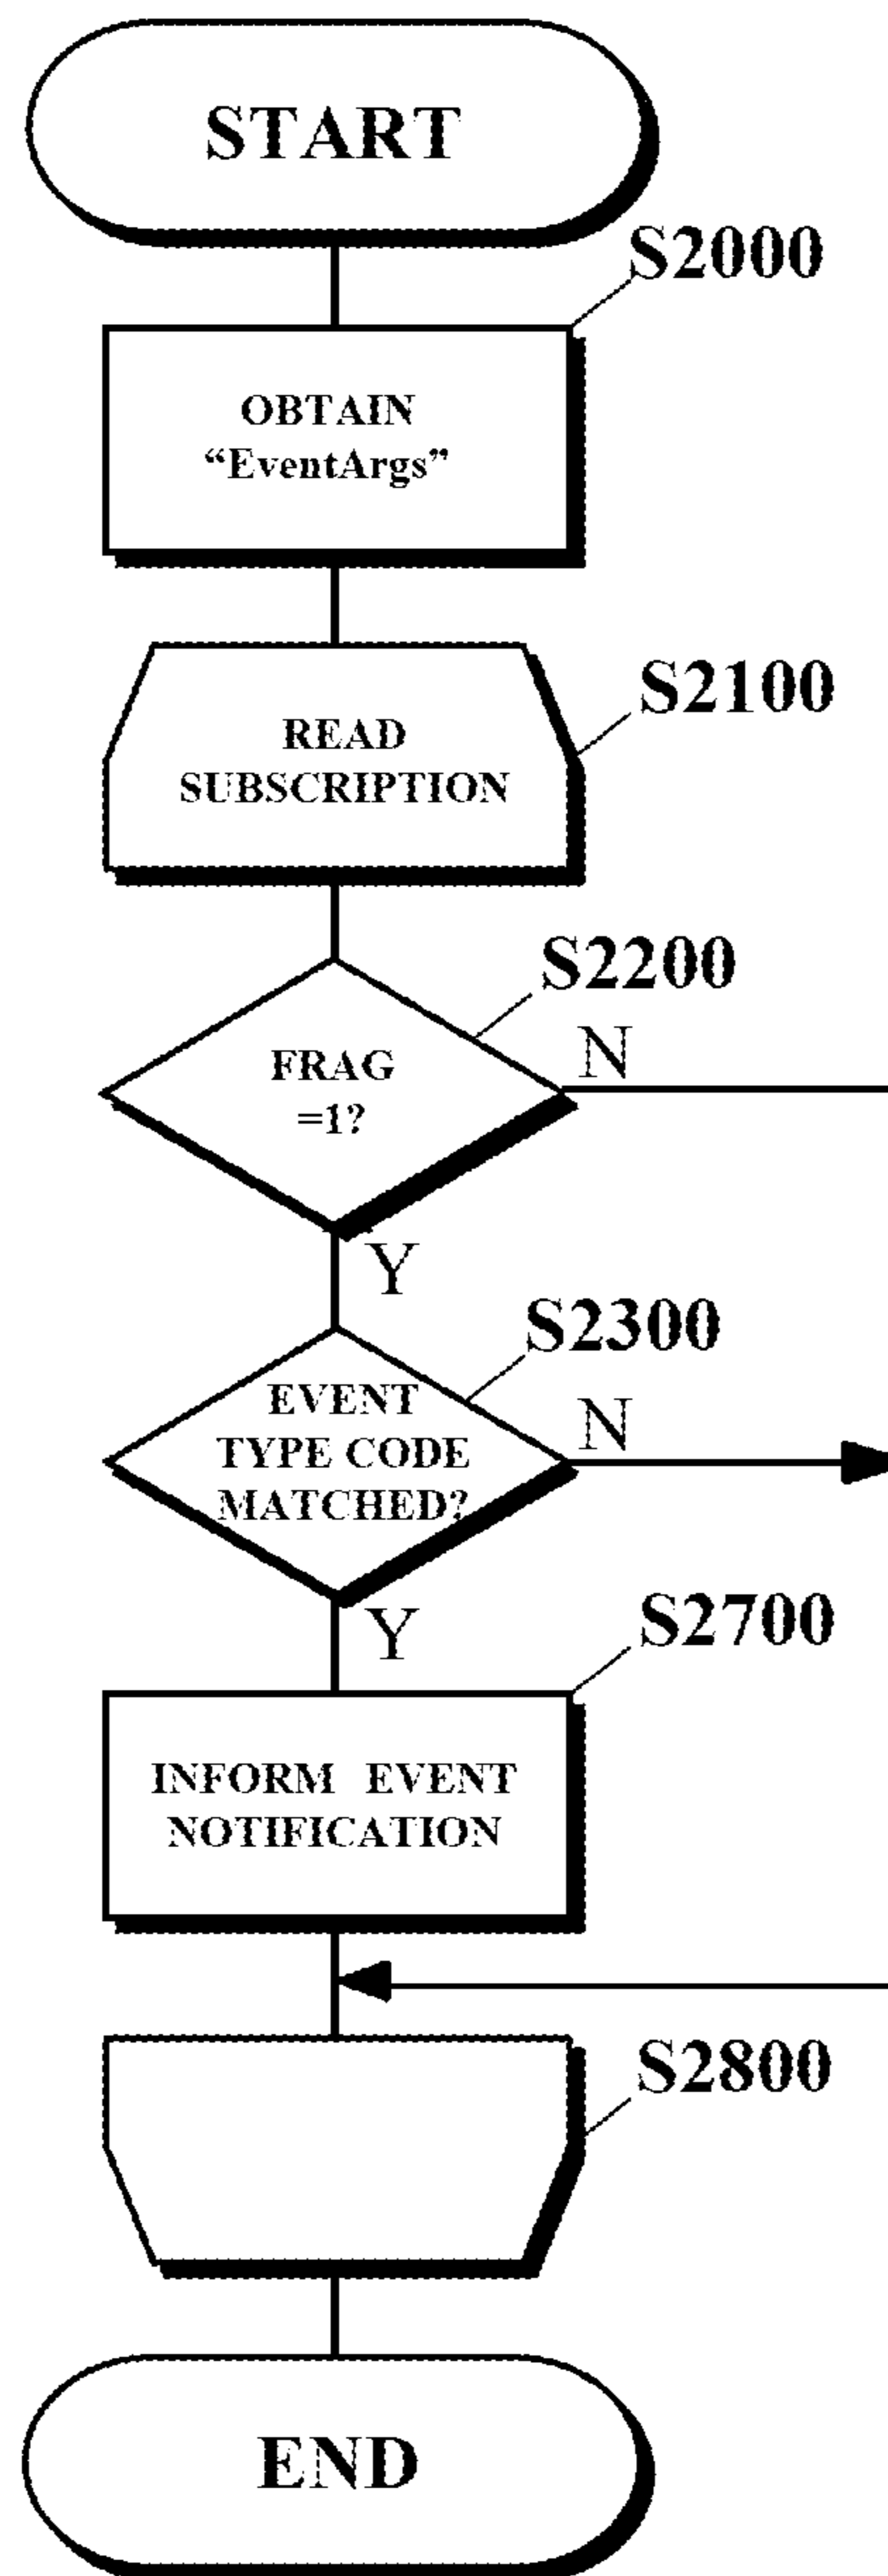 START
S2000
OBTAIN
“EventArgs”
S2100
READ
SUBSCRIPTION
S2200
N
FRAG
=1?
Y
S2300
N
EVENT
TYPE CODE
MATCHED?
Y
S2700
INFORM EVENT
NOTIFICATION
S2800
END